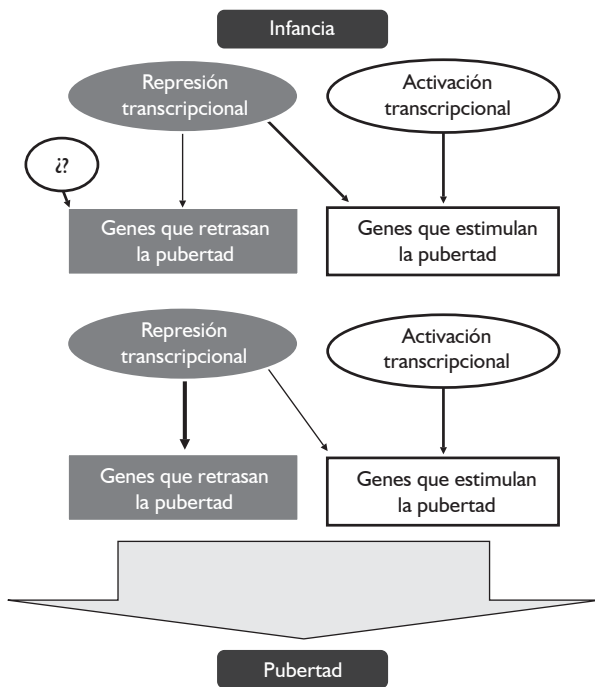 Infancia
Represión
transcripcional
Activación
transcripcional
¿?
Genes que retrasan
la pubertad
Genes que estimulan
la pubertad
Represión
transcripcional
Activación
transcripcional
Genes que retrasan
la pubertad
Genes que estimulan
la pubertad
Pubertad